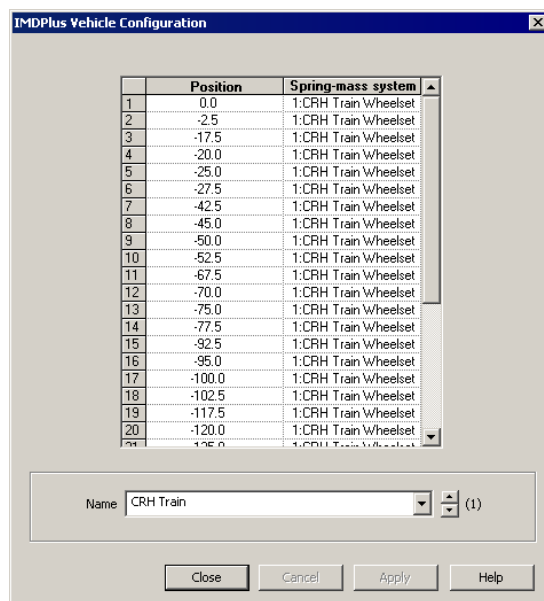 IMDPlus Vehicle Configuration
Position Spring-mass system
1 0.0 1:CRH Train Wheelset
2 -2.5 1:CRH Train Wheelset
3 -17.5 1:CRH Train Wheelset
4 -20.0 1:CRH Train Wheelset
5 -25.0 1:CRH Train Wheelset
6 -27.5 1:CRH Train Wheelset
7 -42.5 1:CRH Train Wheelset
8 -45.0 1:CRH Train Wheelset
9 -50.0 1:CRH Train Wheelset
10 -52.5 1:CRH Train Wheelset
11 -67.5 1:CRH Train Wheelset
12 -70.0 1:CRH Train Wheelset
13 -75.0 1:CRH Train Wheelset
14 -77.5 1:CRH Train Wheelset
15 -92.5 1:CRH Train Wheelset
16 -95.0 1:CRH Train Wheelset
17 -100.0 1:CRH Train Wheelset
18 -102.5 1:CRH Train Wheelset
19 -117.5 1:CRH Train Wheelset
20 -120.0 1:CRH Train Wheelset
Name CRH Train (1)
Close Cancel Apply Help